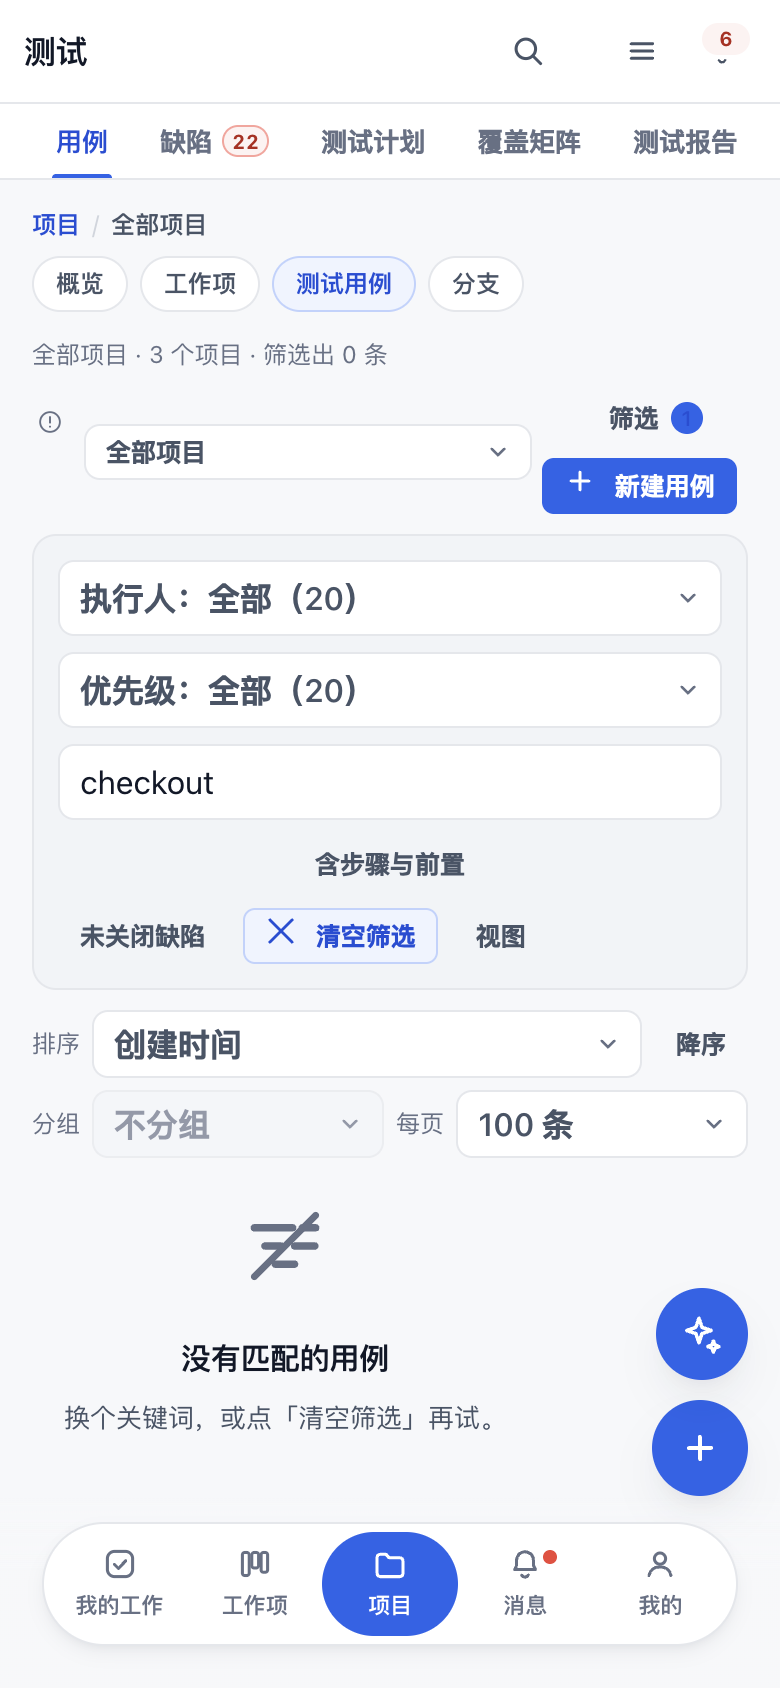 测试
6
用例 缺陷 22 测试计划 覆盖矩阵 测试报告
项目 / 全部项目
概览 工作项 测试用例 分支
全部项目 · 3 个项目 · 筛选出 0 条
筛选 1
全部项目
新建用例
执行人：全部（20）
优先级：全部（20）
checkout
含步骤与前置
未关闭缺陷 清空筛选 视图
排序 创建时间 降序
分组 不分组 每页 100 条
没有匹配的用例
换个关键词，或点「清空筛选」再试。
我的工作 工作项 项目 消息 我的